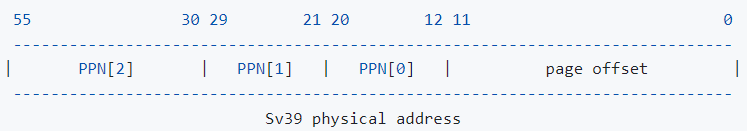 55 30 29 21 20 12 11 0
-----------------------------------------------------------------------
| PPN[2] | PPN[1] | PPN[0] | page offset |
-----------------------------------------------------------------------
Sv39 physical address